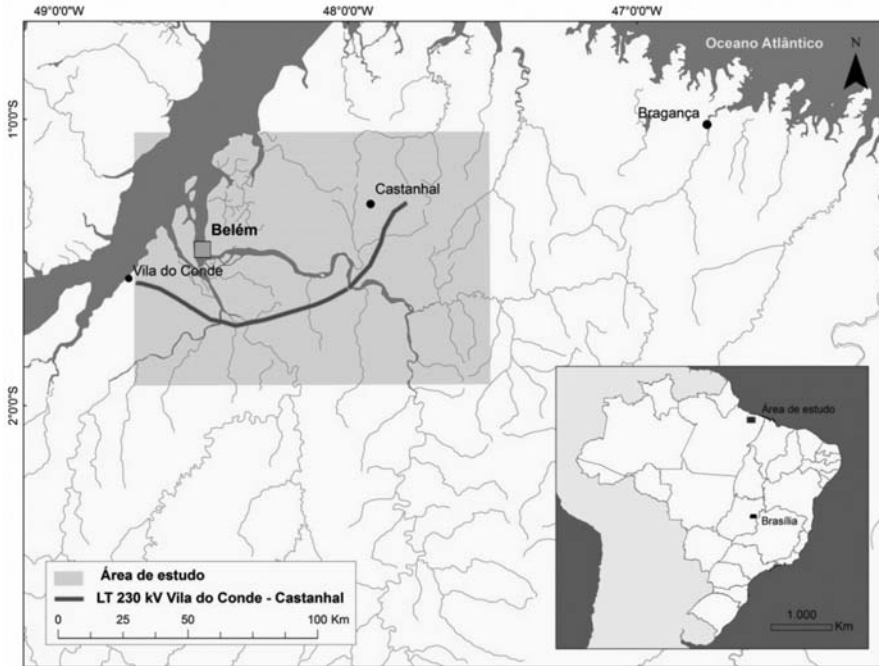 49°0'0"W
48°0'0"W
47°0'0"W
Oceano Atlântico
N
1°0'0"S
Bragança
Castanhal
Belém
Vila do Conde
2°0'0"S
Área de estudo
Brasília
1.000
Km
Área de estudo
LT 230 kV Vila do Conde - Castanhal
0 25 50 100 Km